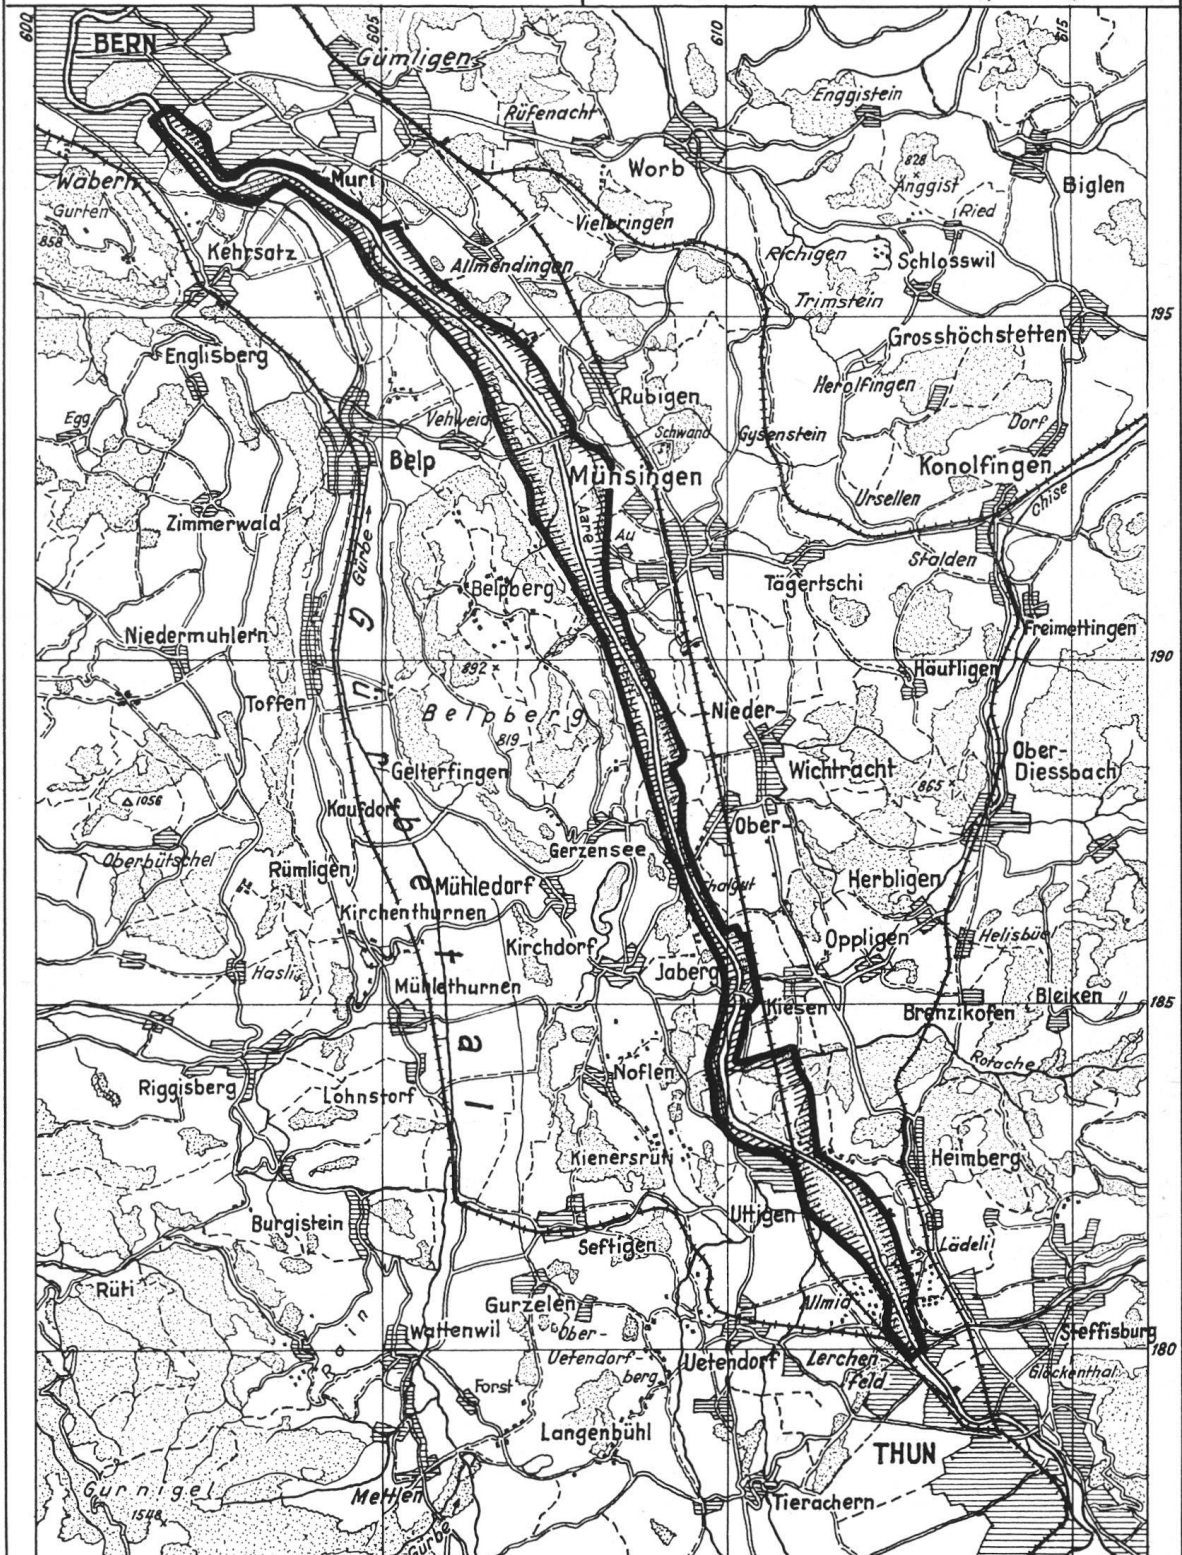 600
605
610
615
BERN
Gümligen
Rüfenacht
Enggistein
Worb
828
Änggist
Biglen
Wabern
Muri
Gurten
858
Vielbringen
Ried
Kehrsatz
Allmendingen
Richigen
Schlosswil
Trimstein
195
Englisberg
Grosshöchstetten
Rubigen
Herolfingen
Egg
Vehweid
Schwand
Gysenstein
Dorf
Belp
Münsingen
Konolfingen
Zimmerwald
Aare
Ursellen
Chise
Gürbe
Au
Stalden
Belpberg
Tägertschi
Niedermuhlern
Freimettingen
892
190
Häutligen
Toffen
Belpberg
Nieder-
819
Ober-
Diessbach
Gelterfingen
Wichtracht
865
1056
Kaufdorf
Ober-
Oberbütschel
Gerzensee
Rümligen
Mühledorf
Thalgut
Herbligen
Kirchenthurnen
Kirchdorf
Oppligen
Helisbüel
Hasli
Jaberg
Mühlethurnen
Kiesen
Brenzikofen
Bleiken
185
Gürbetal
Rotache
Riggisberg
Lohnstorf
Noflen
Kienersrüti
Heimberg
Burgistein
Uttigen
Seftigen
Lädeli
Rüti
Gurzelen
Allmid
Wattenwil
Ober-
Uetendorf-
berg
Uetendorf
Lerchen-
feld
Steffisburg
180
Glockenthal
Forst
Langenbühl
THUN
Gurnigel
1548
Mettlen
Tierachern
Gürbe